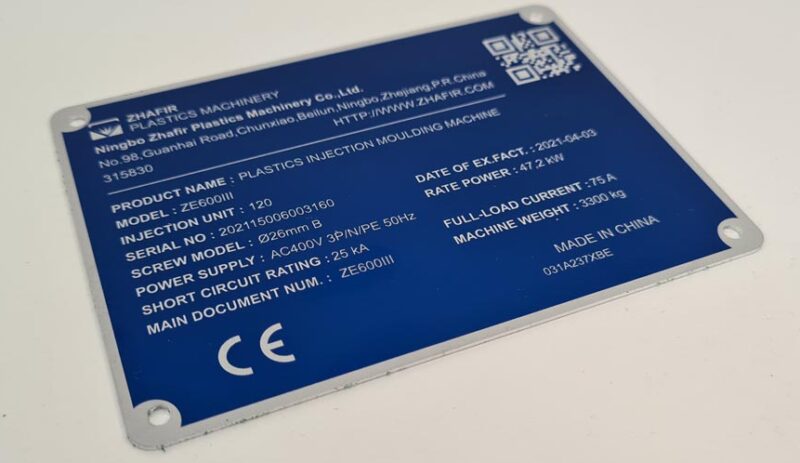 ZHAFIR
PLASTICS MACHINERY
Ningbo Zhafir Plastics Machinery Co.,Ltd.
No.98,Guanhai Road,Chunxiao,Beilun,Ningbo,Zhejiang,P.R.China
315830
HTTP://WWW.ZHAFIR.COM
PRODUCT NAME : PLASTICS INJECTION MOULDING MACHINE
MODEL : ZE600III
DATE OF EX.FACT. : 2021-04-03
INJECTION UNIT : 120
RATE POWER : 47,2 kW
SERIAL NO : 202115006003160
SCREW MODEL : Ø26mm B
FULL-LOAD CURRENT : 75 A
POWER SUPPLY : AC400V 3P/N/PE 50Hz
MACHINE WEIGHT : 3300 kg
SHORT CIRCUIT RATING : 25 kA
MAIN DOCUMENT NUM. : ZE600III
MADE IN CHINA
031A237XBE
CE